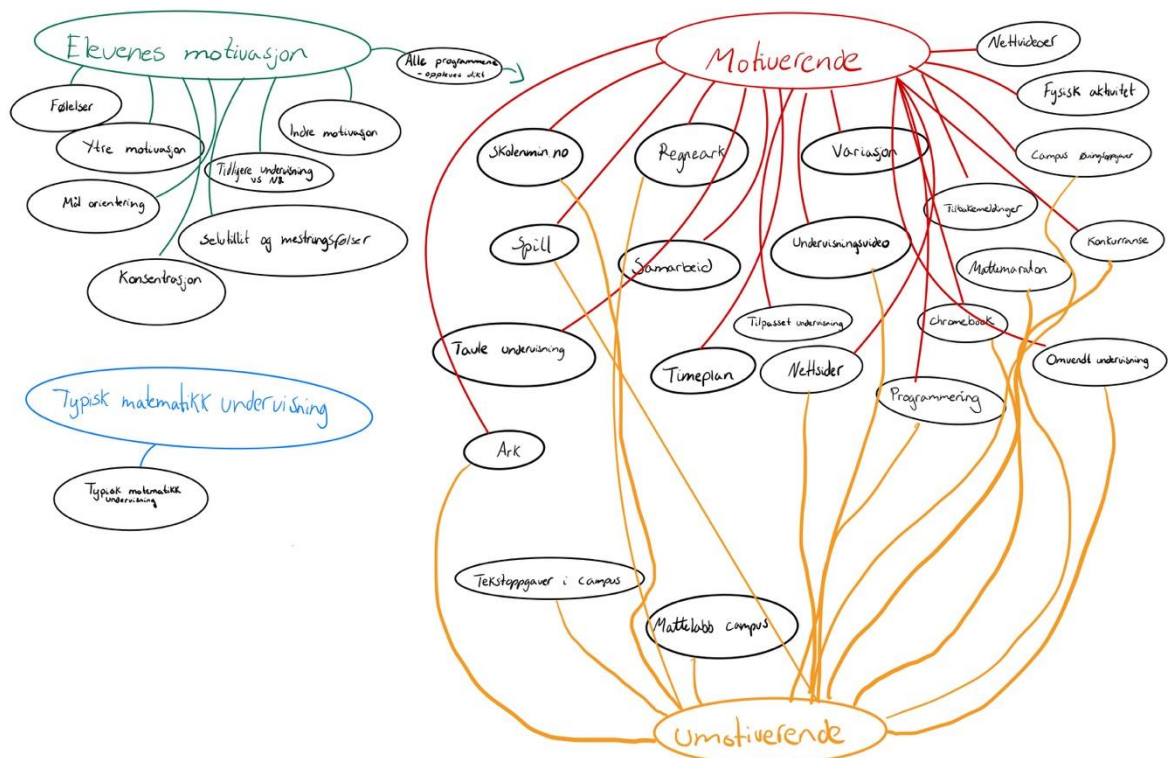 Elevenes motivasjon
Alle programmene
- oppleves likt
Følelser
Ytre motivasjon
Indre motivasjon
Tidligere undervisning
vs NÅ
Mål orientering
Selvtillit og mestringsfølser
Konsentrasjon
Typisk matematikk undervisning
Typisk matematikk
undervisning
Motiverende
Nettvideoer
Fysisk aktivitet
Skolenmin.no
Regneark
Variasjon
Campus øvingsoppgaver
Tilbakemeldinger
Spill
Samarbeid
Undervisningsvideo
Konkurranse
Mattemaraton
Tavle undervisning
Tilpasset undervisning
Chromebook
Timeplan
Nettsider
Omvendt undervisning
Programmering
Ark
Tekstoppgaver i campus
Mattelabb campus
Umotiverende